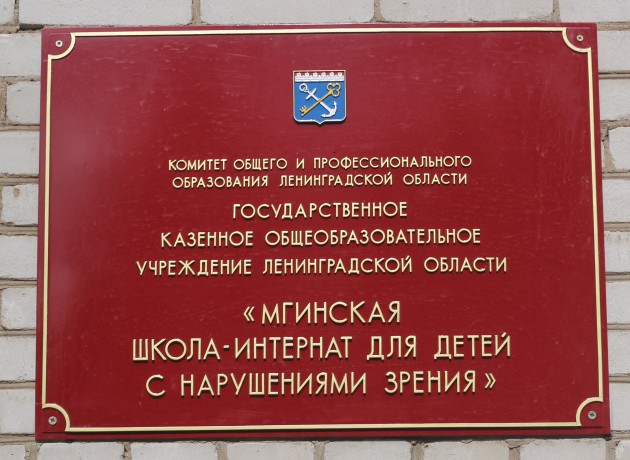 КОМИТЕТ ОБЩЕГО И ПРОФЕССИОНАЛЬНОГО
ОБРАЗОВАНИЯ ЛЕНИНГРАДСКОЙ ОБЛАСТИ
ГОСУДАРСТВЕННОЕ
КАЗЕННОЕ ОБЩЕОБРАЗОВАТЕЛЬНОЕ
УЧРЕЖДЕНИЕ ЛЕНИНГРАДСКОЙ ОБЛАСТИ
«МГИНСКАЯ
ШКОЛА-ИНТЕРНАТ ДЛЯ ДЕТЕЙ
С НАРУШЕНИЯМИ ЗРЕНИЯ»